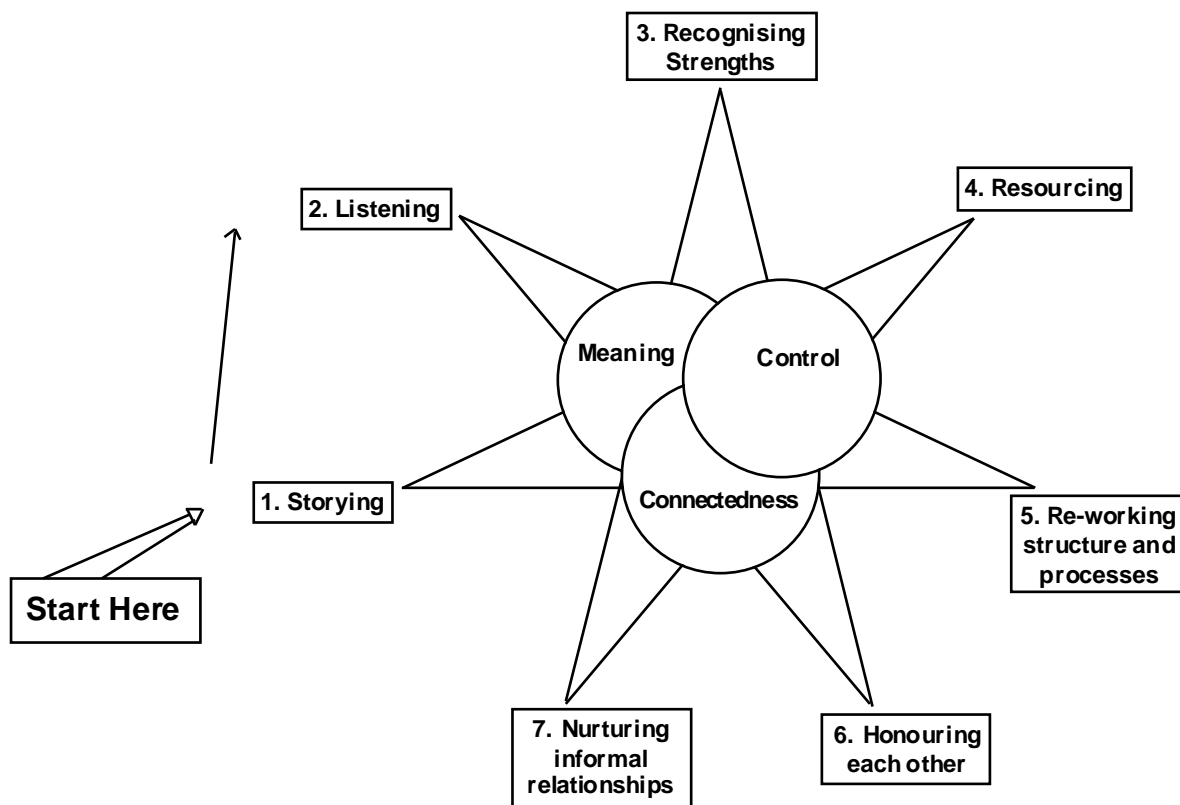 3. Recognising
Strengths
2. Listening
4. Resourcing
Meaning
Control
1. Storying
Connectedness
5. Re-working
structure and
processes
Start Here
7. Nurturing
informal
relationships
6. Honouring
each other